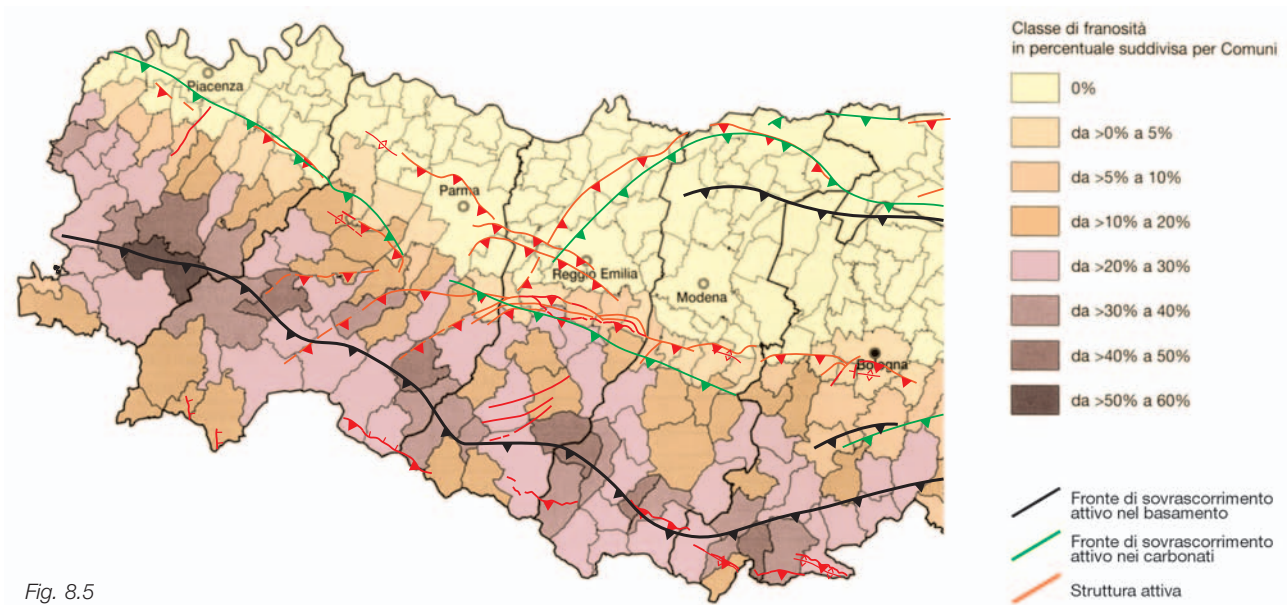 Classe di franosità
in percentuale suddivisa per Comuni
0%
da >0% a 5%
da >5% a 10%
da >10% a 20%
da >20% a 30%
da >30% a 40%
da >40% a 50%
da >50% a 60%
Fronte di sovrascorrimento
attivo nel basamento
Fronte di sovrascorrimento
attivo nei carbonati
Struttura attiva
Piacenza
Parma
Reggio Emilia
Modena
Bologna
Fig. 8.5